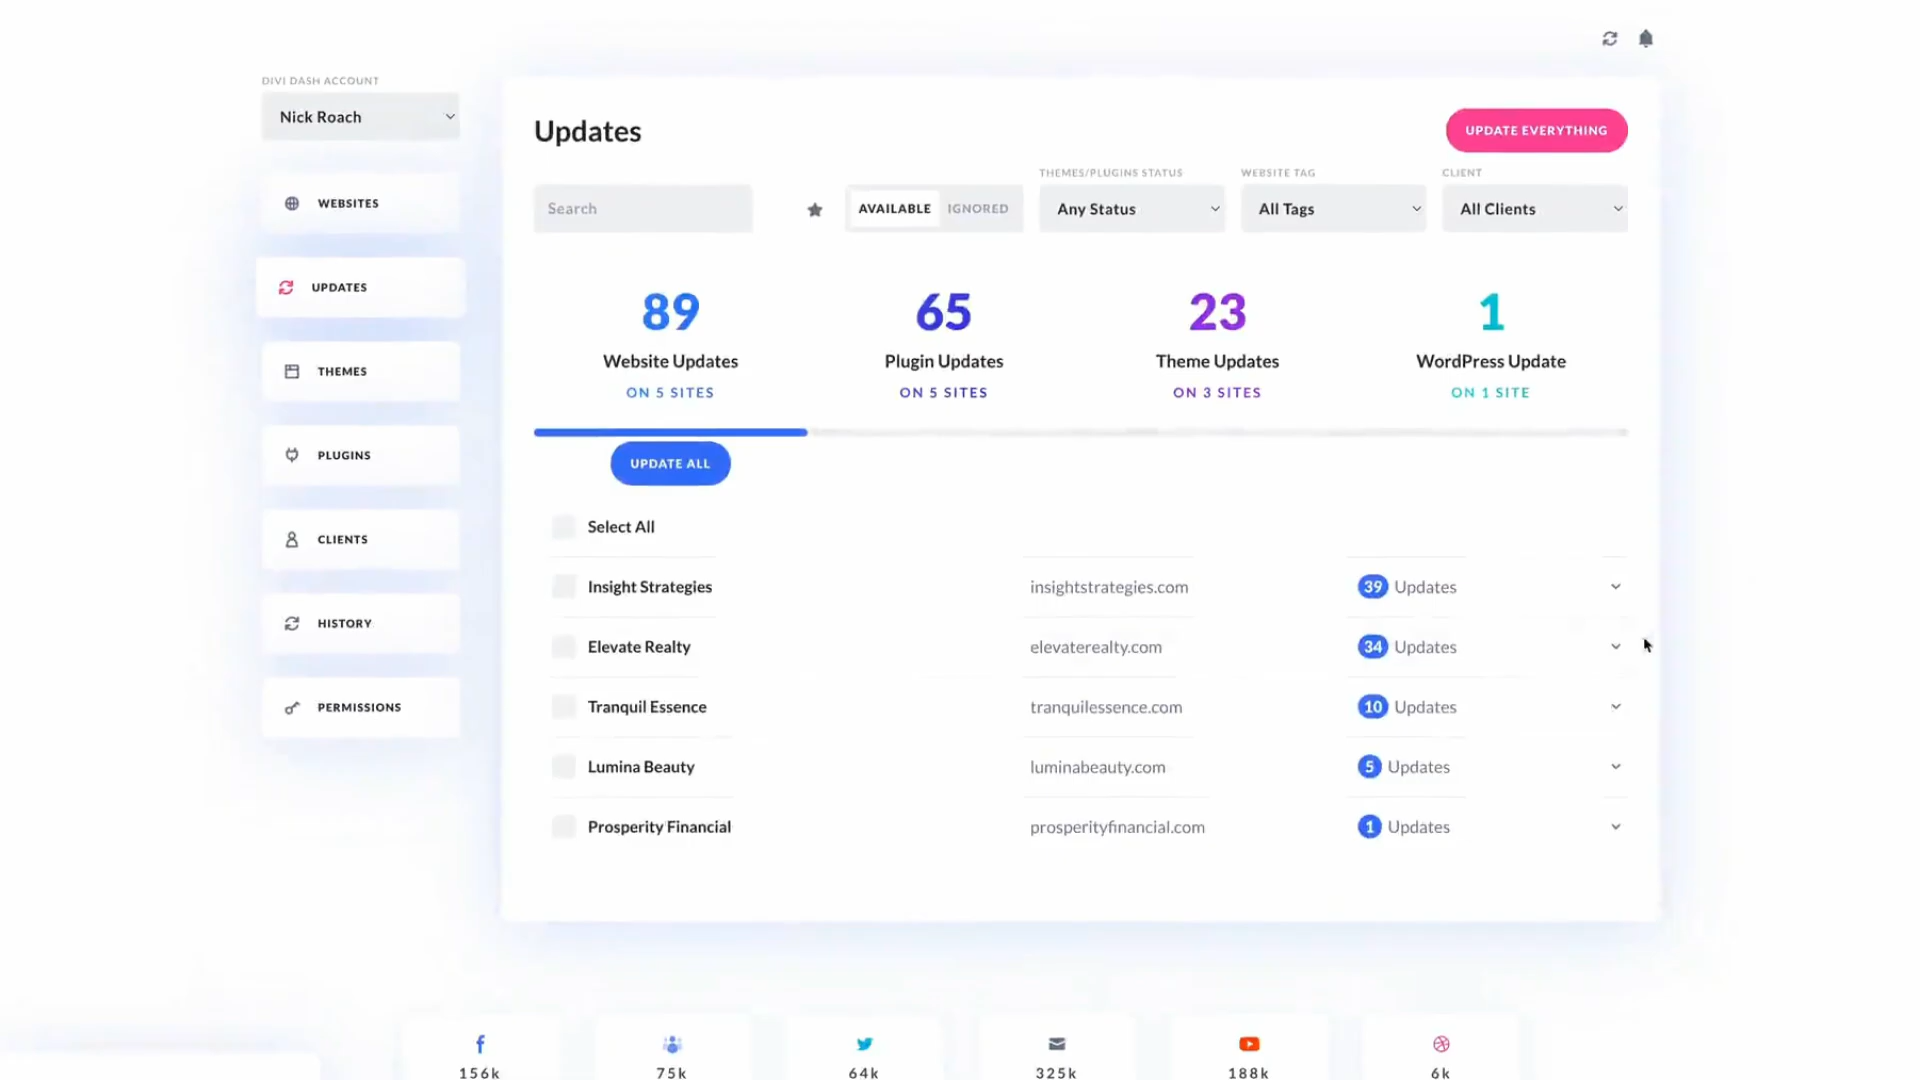 DIVI DASH ACCOUNT
Nick Roach
WEBSITES
UPDATES
THEMES
PLUGINS
CLIENTS
HISTORY
PERMISSIONS
Updates
UPDATE EVERYTHING
THEMES/PLUGINS STATUS
WEBSITE TAG
CLIENT
Search
AVAILABLE
IGNORED
Any Status
All Tags
All Clients
89
Website Updates
ON 5 SITES
65
Plugin Updates
ON 5 SITES
23
Theme Updates
ON 3 SITES
1
WordPress Update
ON 1 SITE
UPDATE ALL
Select All
Insight Strategies insightstrategies.com 39 Updates
Elevate Realty elevaterealty.com 34 Updates
Tranquil Essence tranquilessence.com 10 Updates
Lumina Beauty luminabeauty.com 5 Updates
Prosperity Financial prosperityfinancial.com 1 Updates
156k
75k
64k
325k
188k
6k